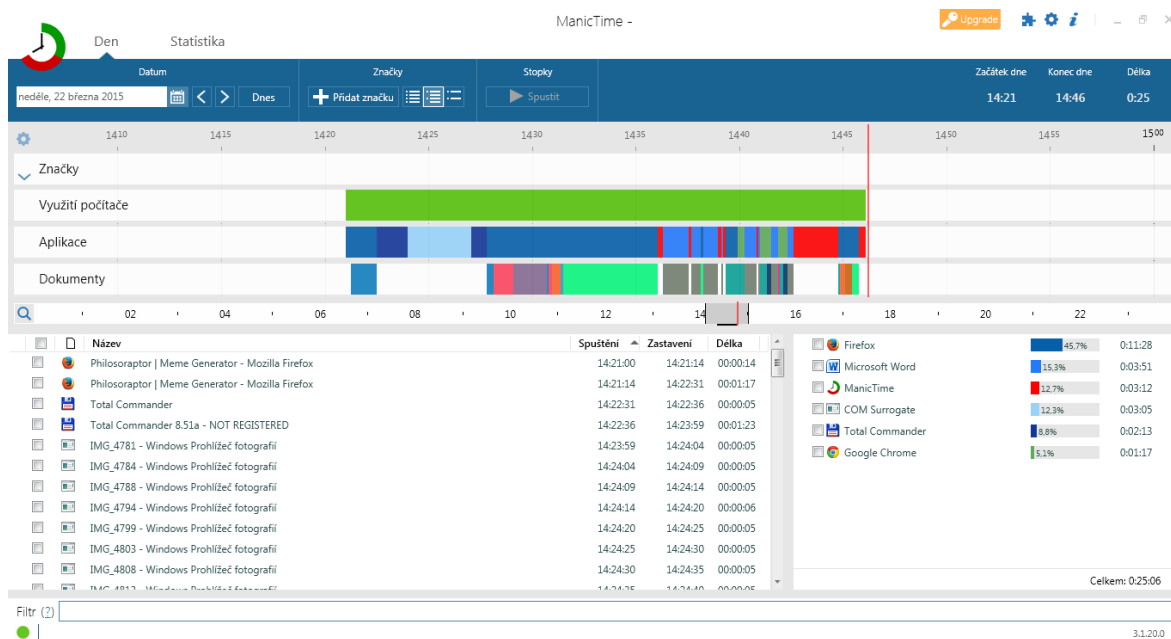 ManicTime -
Upgrade
Den Statistika
Datum Značky Stopky Začátek dne Konec dne Délka
neděle, 22 března 2015 Dnes Přidat značku Spustit 14:21 14:46 0:25
1410 1415 1420 1425 1430 1435 1440 1445 1450 1455 1500
Značky
Využití počítače
Aplikace
Dokumenty
02 04 06 08 10 12 14 16 18 20 22
Název Spuštění Zastavení Délka
Philosoraptor | Meme Generator - Mozilla Firefox 14:21:00 14:21:14 00:00:14
Philosoraptor | Meme Generator - Mozilla Firefox 14:21:14 14:22:31 00:01:17
Total Commander 14:22:31 14:22:36 00:00:05
Total Commander 8.51a - NOT REGISTERED 14:22:36 14:23:59 00:01:23
IMG_4781 - Windows Prohlížeč fotografií 14:23:59 14:24:04 00:00:05
IMG_4784 - Windows Prohlížeč fotografií 14:24:04 14:24:09 00:00:05
IMG_4788 - Windows Prohlížeč fotografií 14:24:09 14:24:14 00:00:05
IMG_4794 - Windows Prohlížeč fotografií 14:24:14 14:24:20 00:00:06
IMG_4799 - Windows Prohlížeč fotografií 14:24:20 14:24:25 00:00:05
IMG_4803 - Windows Prohlížeč fotografií 14:24:25 14:24:30 00:00:05
IMG_4808 - Windows Prohlížeč fotografií 14:24:30 14:24:35 00:00:05
Firefox 45,7% 0:11:28
Microsoft Word 15,3% 0:03:51
ManicTime 12,7% 0:03:12
COM Surrogate 12,3% 0:03:05
Total Commander 8,8% 0:02:13
Google Chrome 5,1% 0:01:17
Celkem: 0:25:06
Filtr (?)
3.1.20.0